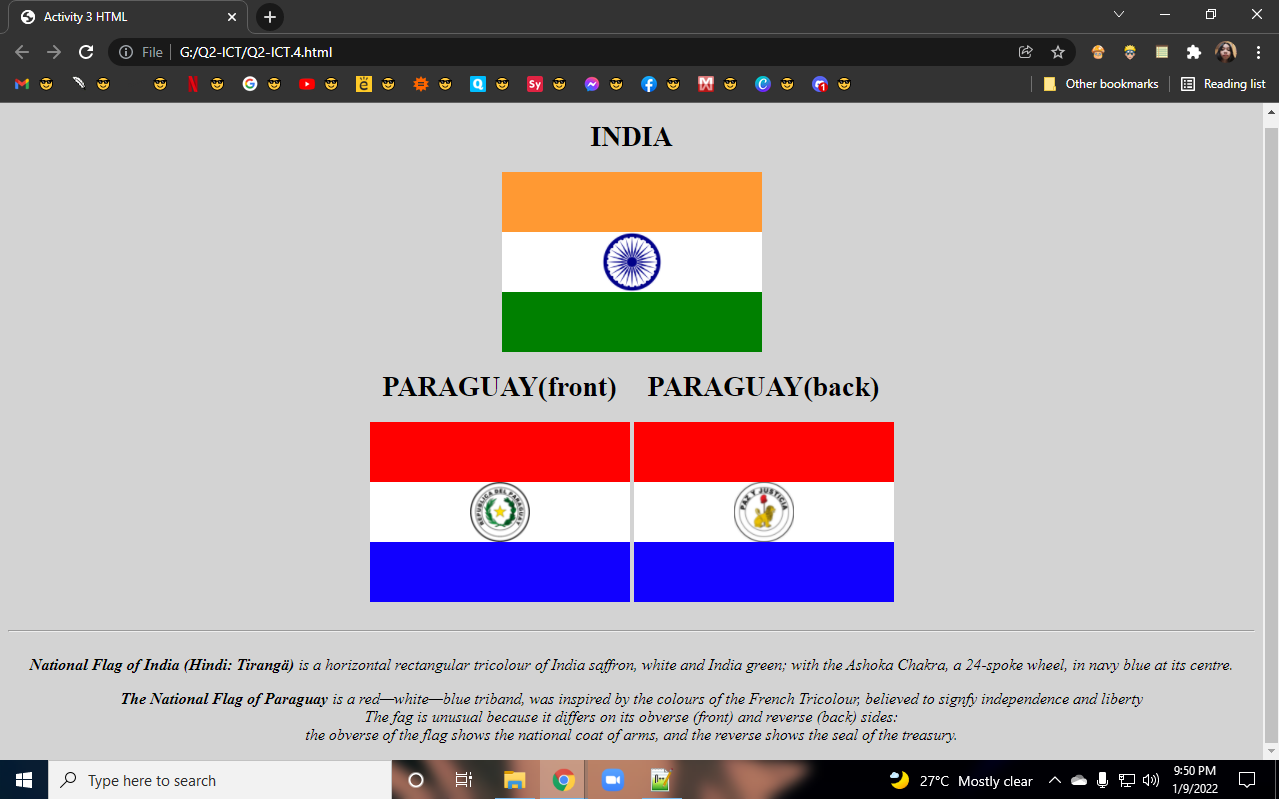 Activity 3 HTML
File G:/Q2-ICT/Q2-ICT.4.html
Sy
Other bookmarks
Reading list
INDIA
PARAGUAY(front) PARAGUAY(back)
REPUBLICA DEL PARAGUAY
PAZ Y JUSTICIA
National Flag of India (Hindi: Tirangä) is a horizontal rectangular tricolour of India saffron, white and India green; with the Ashoka Chakra, a 24-spoke wheel, in navy blue at its centre.
The National Flag of Paraguay is a red—white—blue triband, was inspired by the colours of the French Tricolour, believed to signfy independence and liberty
The fag is unusual because it differs on its obverse (front) and reverse (back) sides:
the obverse of the flag shows the national coat of arms, and the reverse shows the seal of the treasury.
Type here to search
27°C Mostly clear
9:50 PM
1/9/2022